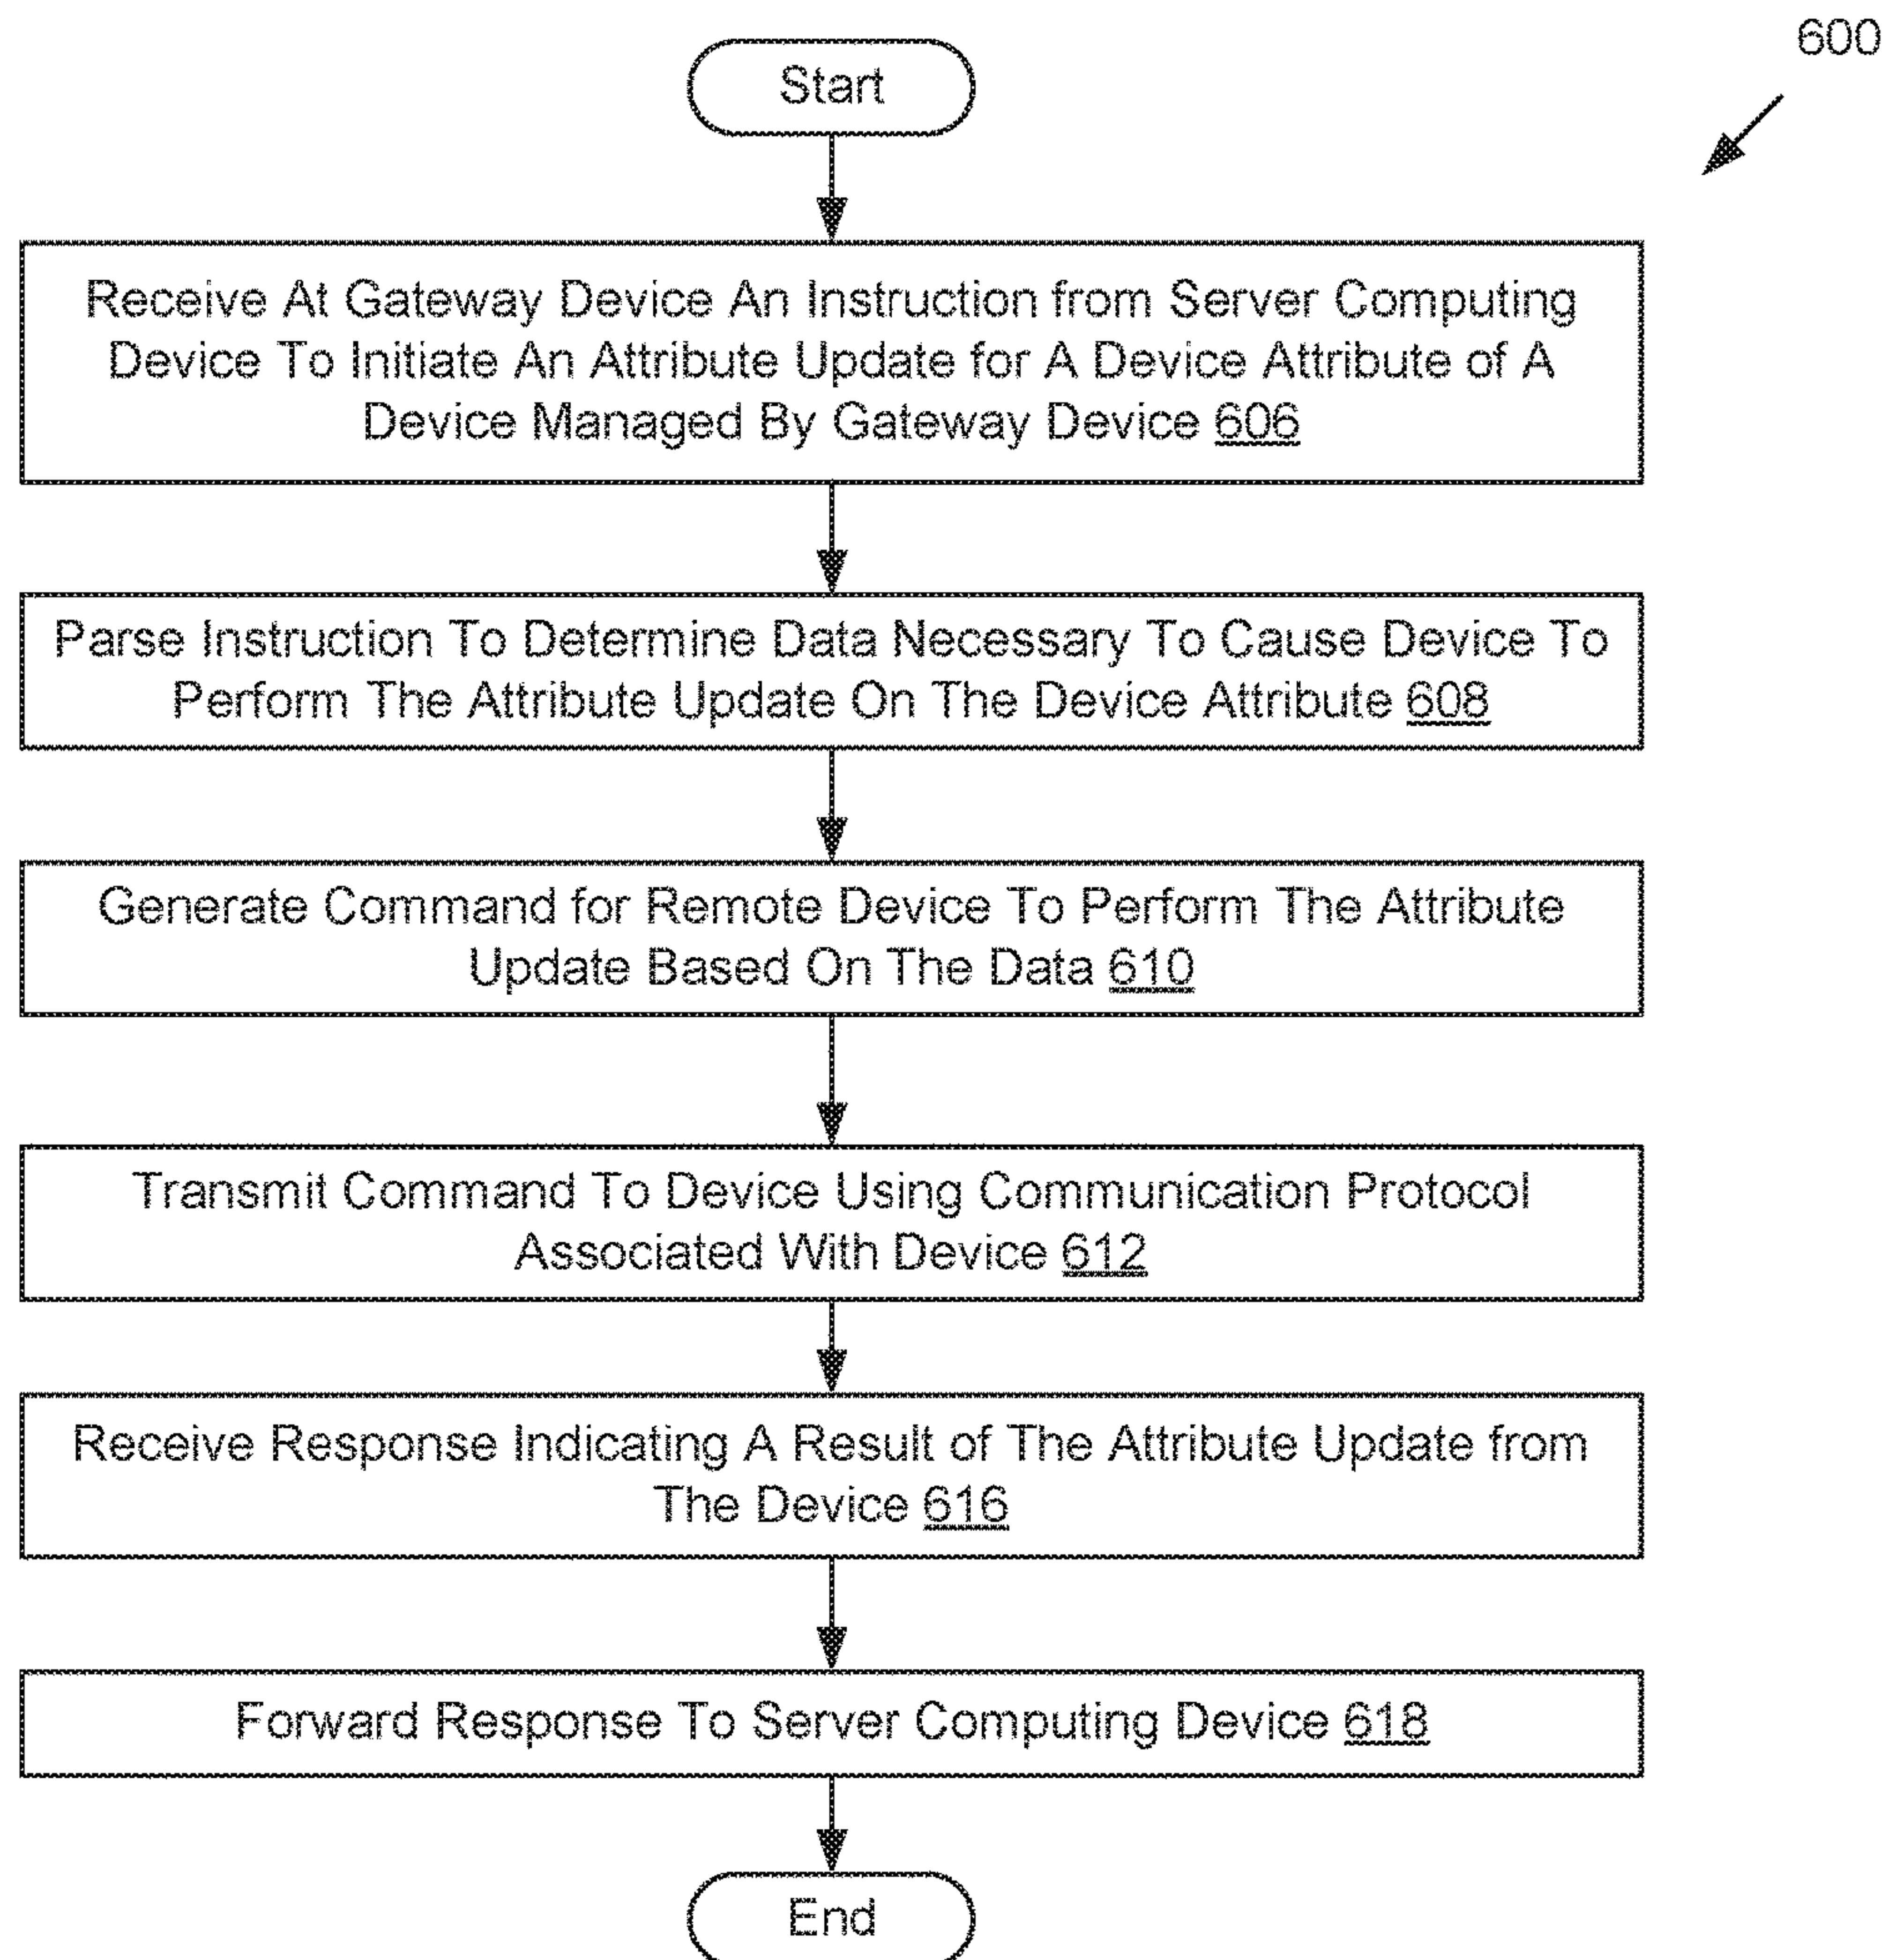 600
Start
Receive At Gateway Device An Instruction from Server Computing
Device To Initiate An Attribute Update for A Device Attribute of A
Device Managed By Gateway Device 606
Parse Instruction To Determine Data Necessary To Cause Device To
Perform The Attribute Update On The Device Attribute 608
Generate Command for Remote Device To Perform The Attribute
Update Based On The Data 610
Transmit Command To Device Using Communication Protocol
Associated With Device 612
Receive Response Indicating A Result of The Attribute Update from
The Device 616
Forward Response To Server Computing Device 618
End